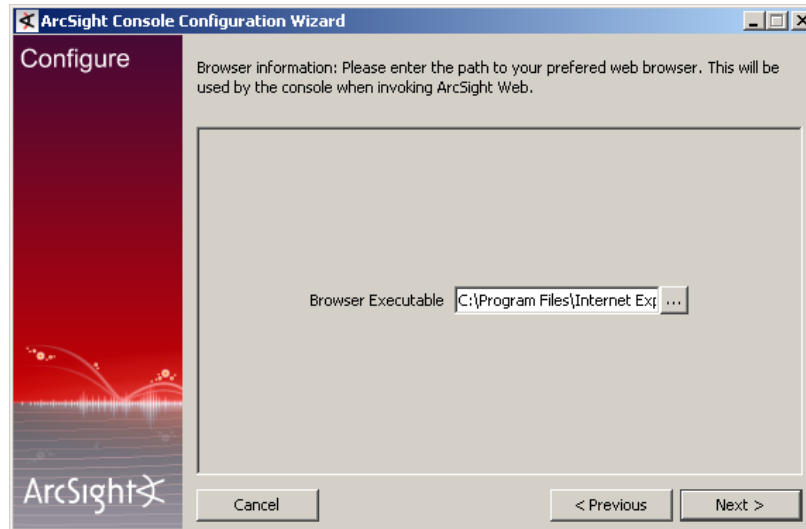 ArcSight Console Configuration Wizard
Configure
Browser information: Please enter the path to your prefered web browser. This will be
used by the console when invoking ArcSight Web.
Browser Executable C:\Program Files\Internet Exp ...
ArcSight
Cancel < Previous Next >